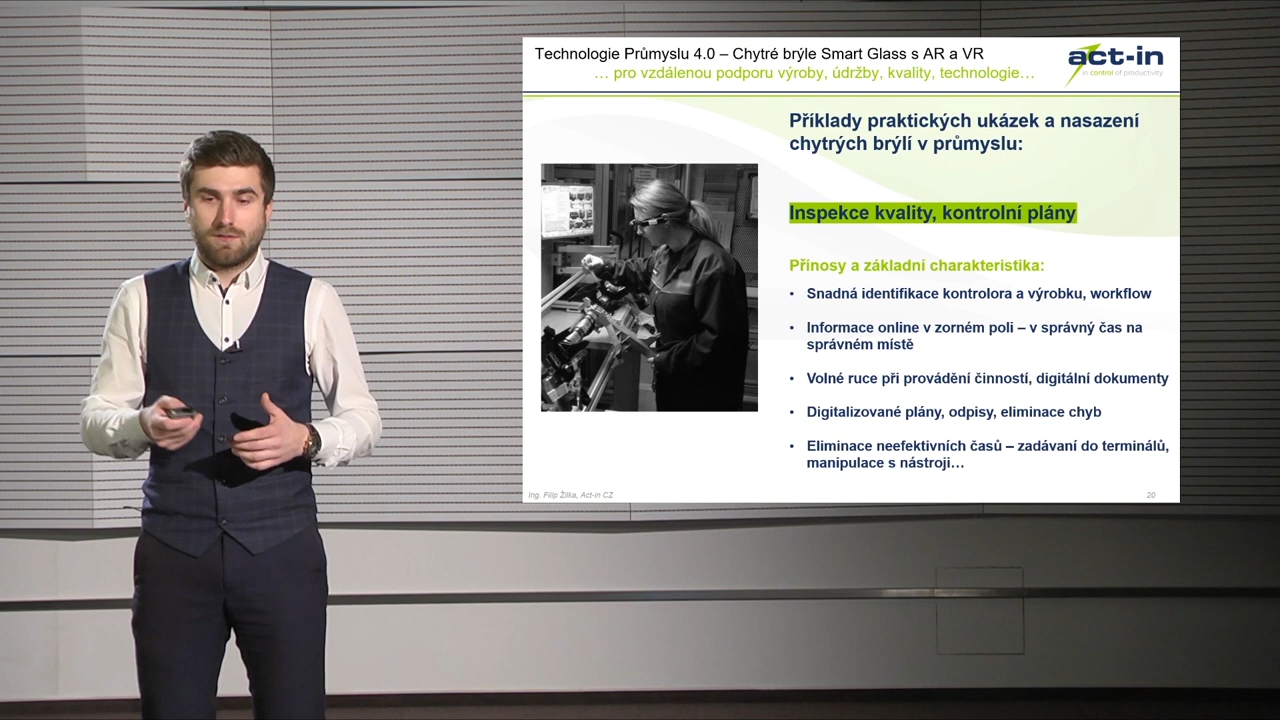 Technologie Průmyslu 4.0 – Chytré brýle Smart Glass s AR a VR
… pro vzdálenou podporu výroby, údržby, kvality, technologie…
act-in
in control of productivity
Příklady praktických ukázek a nasazení
chytrých brýlí v průmyslu:
Inspekce kvality, kontrolní plány
Přínosy a základní charakteristika:
• Snadná identifikace kontrolora a výrobku, workflow
• Informace online v zorném poli – v správný čas na
správném místě
• Volné ruce při provádění činností, digitální dokumenty
• Digitalizované plány, odpisy, eliminace chyb
• Eliminace neefektivních časů – zadávaní do terminálů,
manipulace s nástroji…
Ing. Filip Žilka, Act-in CZ
20